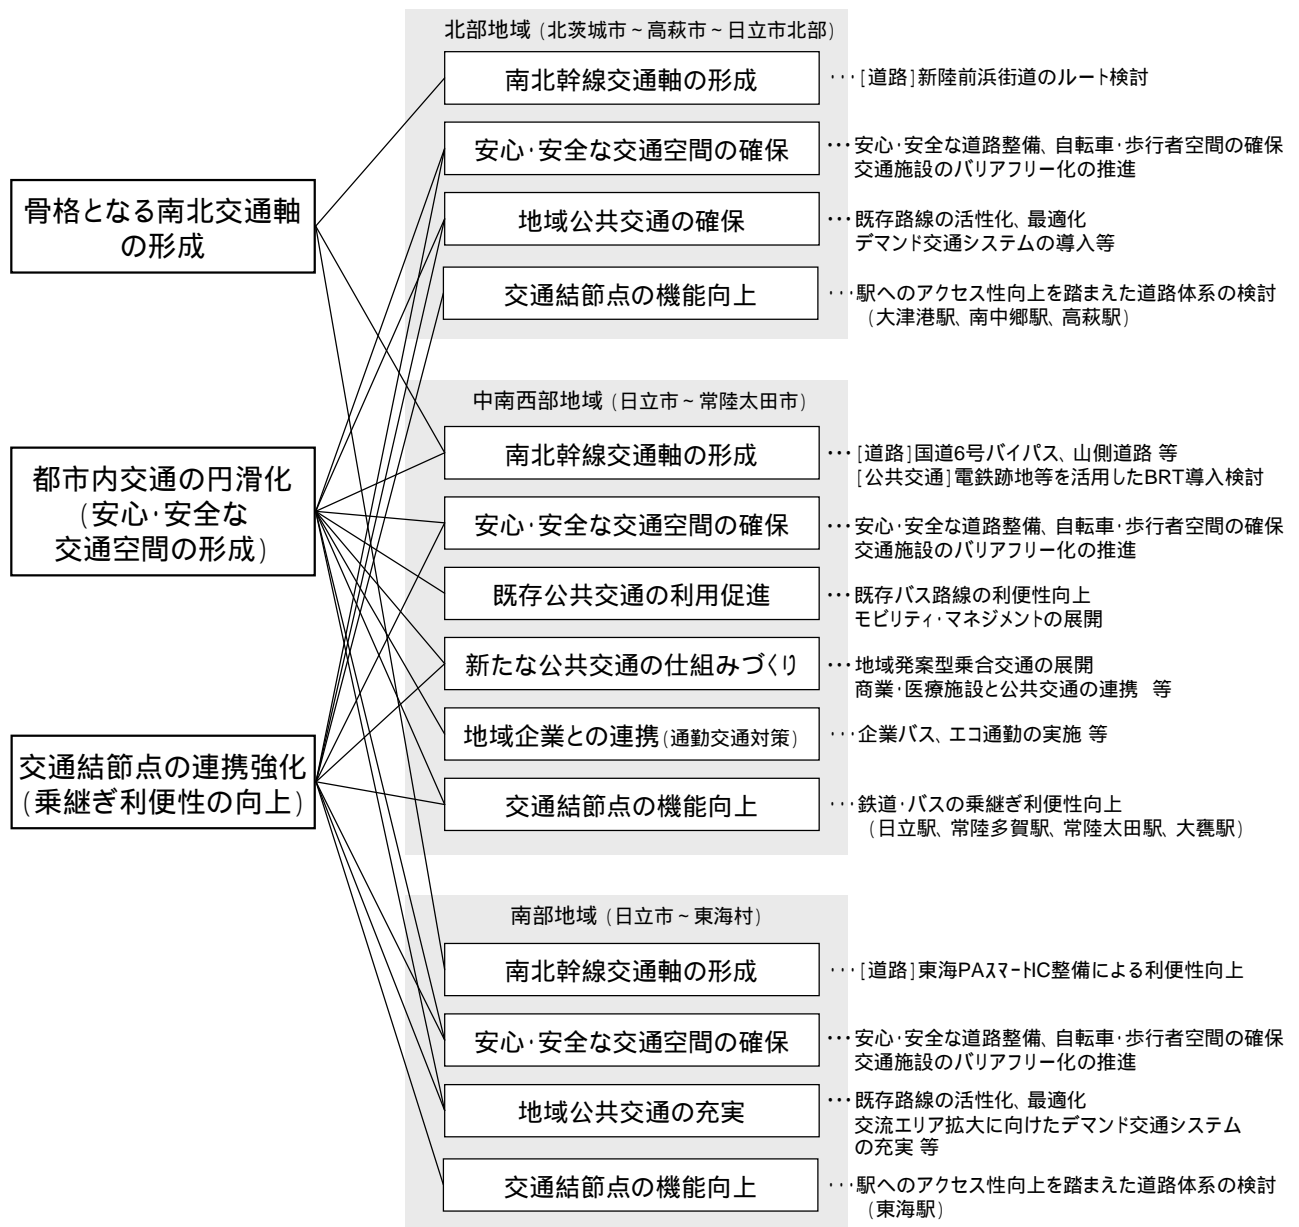 骨格となる南北交通軸
の形成
都市内交通の円滑化
(安心・安全な
交通空間の形成)
交通結節点の連携強化
(乗継ぎ利便性の向上)
北部地域(北茨城市~高萩市~日立市北部)
南北幹線交通軸の形成
・・・[道路]新陸前浜街道のルート検討
安心・安全な交通空間の確保
・・・安心・安全な道路整備、自転車・歩行者空間の確保
交通施設のバリアフリー化の推進
地域公共交通の確保
・・・既存路線の活性化、最適化
デマンド交通システムの導入等
交通結節点の機能向上
・・・駅へのアクセス性向上を踏まえた道路体系の検討
(大津港駅、南中郷駅、高萩駅)
中南西部地域(日立市~常陸太田市)
南北幹線交通軸の形成
・・・[道路]国道6号バイパス、山側道路 等
[公共交通]電鉄跡地等を活用したBRT導入検討
安心・安全な交通空間の確保
・・・安心・安全な道路整備、自転車・歩行者空間の確保
交通施設のバリアフリー化の推進
既存公共交通の利用促進
・・・既存バス路線の利便性向上
モビリティ・マネジメントの展開
新たな公共交通の仕組みづくり
・・・地域発案型乗合交通の展開
商業・医療施設と公共交通の連携 等
地域企業との連携(通勤交通対策)
・・・企業バス、エコ通勤の実施 等
交通結節点の機能向上
・・・鉄道・バスの乗継ぎ利便性向上
(日立駅、常陸多賀駅、常陸太田駅、大甕駅)
南部地域(日立市~東海村)
南北幹線交通軸の形成
・・・[道路]東海PAスマートIC整備による利便性向上
安心・安全な交通空間の確保
・・・安心・安全な道路整備、自転車・歩行者空間の確保
交通施設のバリアフリー化の推進
地域公共交通の充実
・・・既存路線の活性化、最適化
交流エリア拡大に向けたデマンド交通システム
の充実 等
交通結節点の機能向上
・・・駅へのアクセス性向上を踏まえた道路体系の検討
(東海駅)